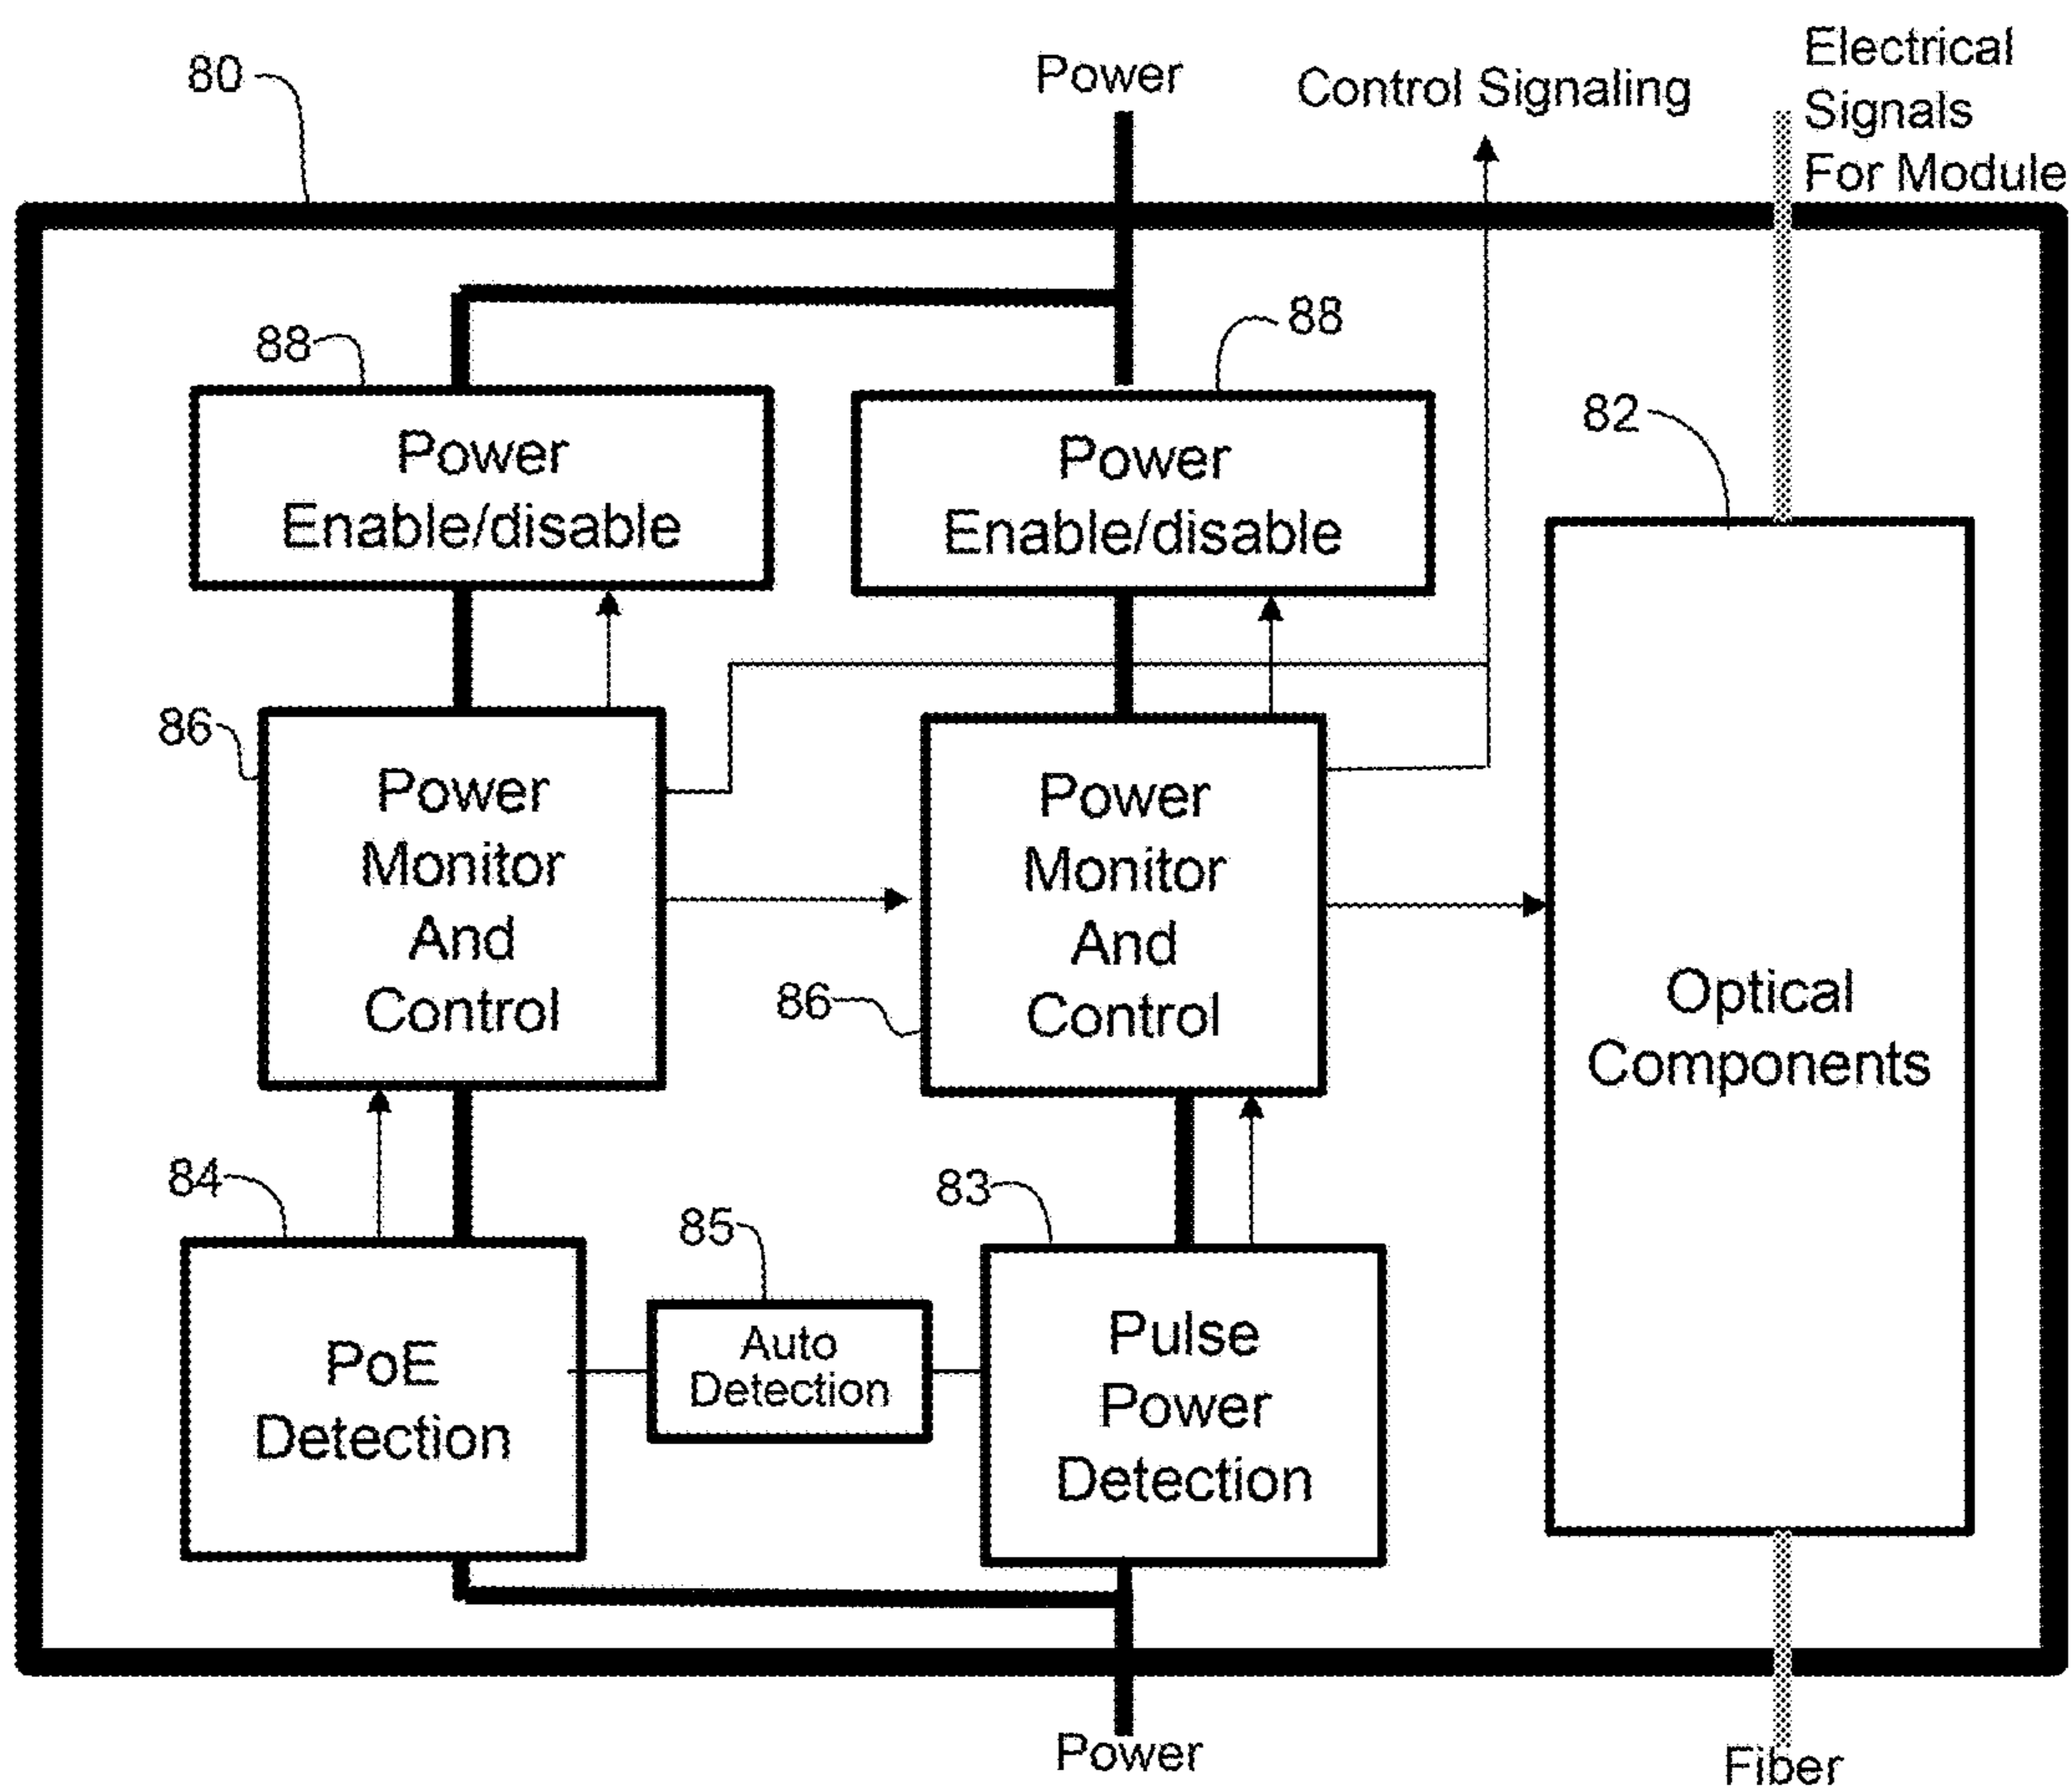 80
Power
Control Signaling
Electrical
Signals
For Module
88
Power
Enable/disable
88
Power
Enable/disable
82
86
Power
Monitor
And
Control
86
Power
Monitor
And
Control
Optical
Components
84
PoE
Detection
85
Auto
Detection
83
Pulse
Power
Detection
Power
Fiber